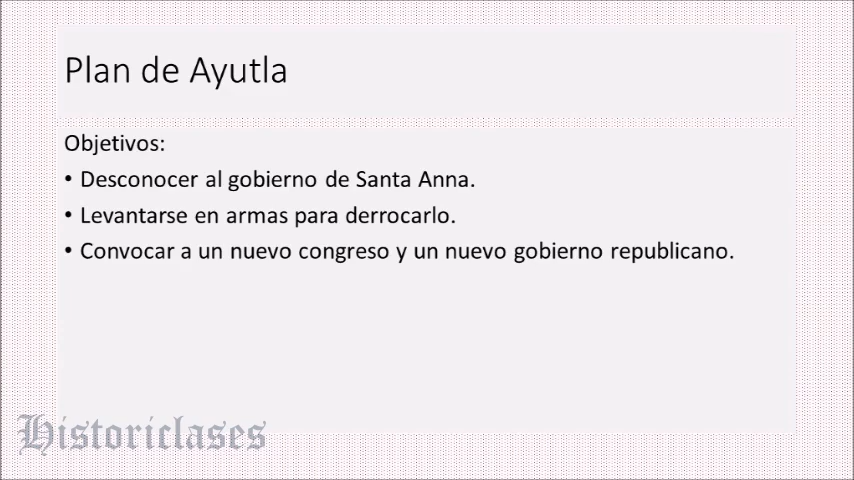 Plan de Ayutla
Objetivos:
• Desconocer al gobierno de Santa Anna.
• Levantarse en armas para derrocarlo.
• Convocar a un nuevo congreso y un nuevo gobierno republicano.
Historiclases